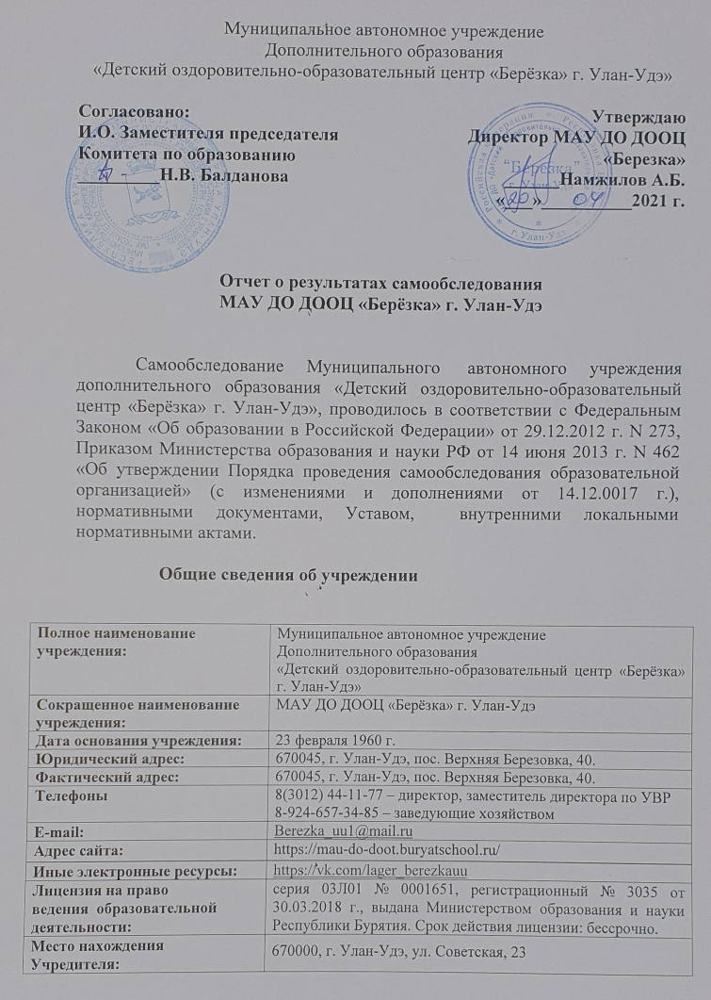 Муниципальное автономное учреждение
Дополнительного образования
«Детский оздоровительно-образовательный центр «Берёзка» г. Улан-Удэ»
Согласовано:
И.О. Заместителя председателя
Комитета по образованию
Н.В. Балданова
Утверждаю
Директор МАУ ДО ДООЦ
«Березка»
Намжилов А.Б.
«20» 04 2021 г.
"Берёзка"
г. Улан-Удэ
Отчет о результатах самообследования
МАУ ДО ДООЦ «Берёзка» г. Улан-Удэ
Самообследование Муниципального автономного учреждения
дополнительного образования «Детский оздоровительно-образовательный
центр «Берёзка» г. Улан-Удэ», проводилось в соответствии с Федеральным
Законом «Об образовании в Российской Федерации» от 29.12.2012 г. N 273,
Приказом Министерства образования и науки РФ от 14 июня 2013 г. N 462
«Об утверждении Порядка проведения самообследования образовательной
организацией» (с изменениями и дополнениями от 14.12.0017 г.),
нормативными документами, Уставом, внутренними локальными
нормативными актами.
Общие сведения об учреждении
Полное наименование
учреждения:
Муниципальное автономное учреждение
Дополнительного образования
«Детский оздоровительно-образовательный центр «Берёзка»
г. Улан-Удэ»
Сокращенное наименование
учреждения:
МАУ ДО ДООЦ «Берёзка» г. Улан-Удэ
Дата основания учреждения: 23 февраля 1960 г.
Юридический адрес: 670045, г. Улан-Удэ, пос. Верхняя Березовка, 40.
Фактический адрес: 670045, г. Улан-Удэ, пос. Верхняя Березовка, 40.
Телефоны 8(3012) 44-11-77 – директор, заместитель директора по УВР
8-924-657-34-85 – заведующие хозяйством
E-mail: Berezka_uu1@mail.ru
Адрес сайта: https://mau-do-doot.buryatschool.ru/
Иные электронные ресурсы: https://vk.com/lager_berezkauu
Лицензия на право
ведения образовательной
деятельности:
серия 03Л01 № 0001651, регистрационный № 3035 от
30.03.2018 г., выдана Министерством образования и науки
Республики Бурятия. Срок действия лицензии: бессрочно.
Место нахождения
Учредителя:
670000, г. Улан-Удэ, ул. Советская, 23